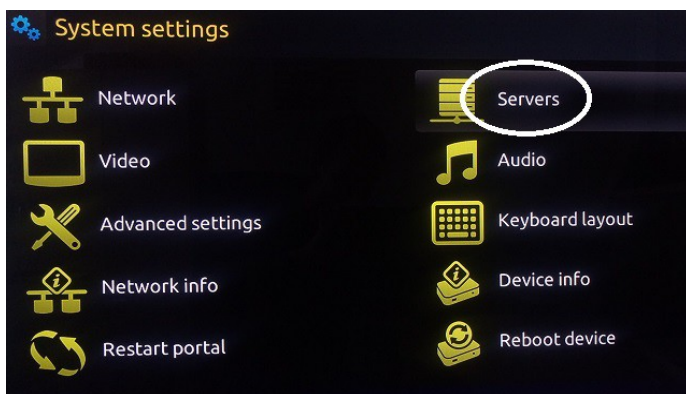 System settings
Network
Servers
Video
Audio
Advanced settings
Keyboard layout
Network info
Device info
Restart portal
Reboot device